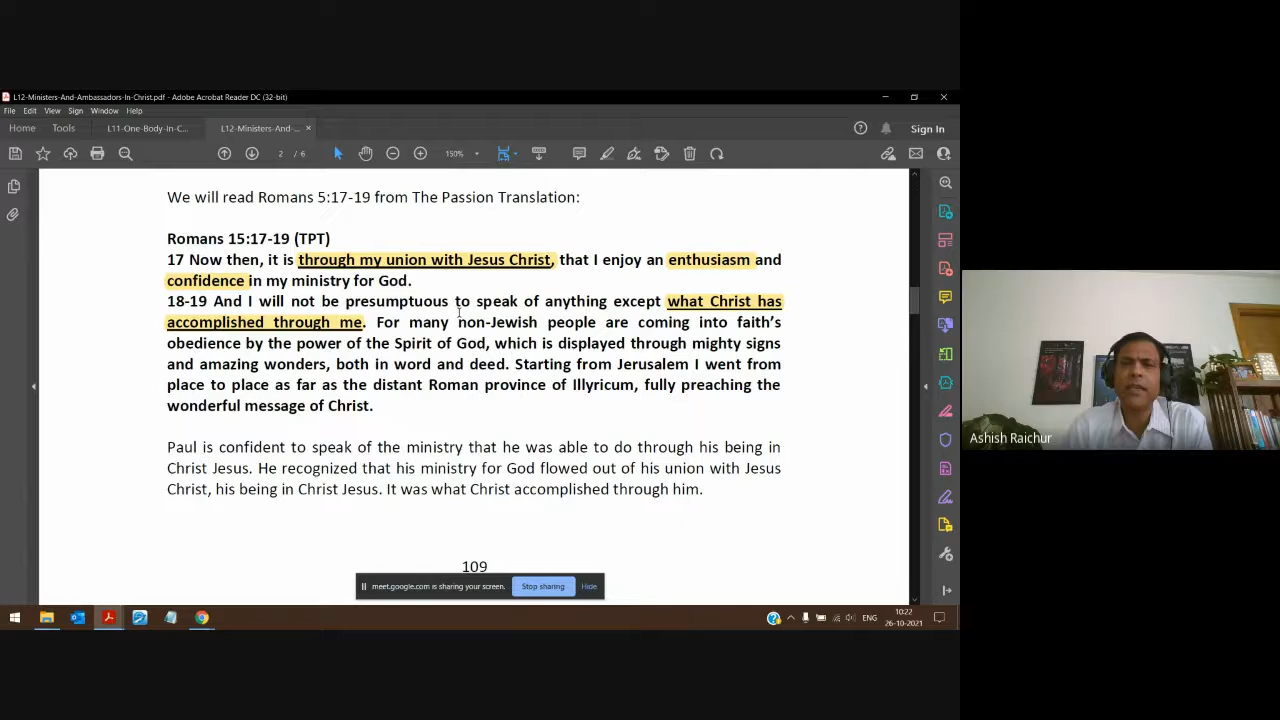 L12-Ministers-And-Ambassadors-In-Christ.pdf - Adobe Acrobat Reader DC (32-bit)
File Edit View Sign Window Help
Home Tools L11-One-Body-In-C... L12-Ministers-And-... ×
Sign In
2 / 6 150%
We will read Romans 5:17-19 from The Passion Translation:
Romans 15:17-19 (TPT)
17 Now then, it is through my union with Jesus Christ, that I enjoy an enthusiasm and
confidence in my ministry for God.
18-19 And I will not be presumptuous to speak of anything except what Christ has
accomplished through me. For many non-Jewish people are coming into faith's
obedience by the power of the Spirit of God, which is displayed through mighty signs
and amazing wonders, both in word and deed. Starting from Jerusalem I went from
place to place as far as the distant Roman province of Illyricum, fully preaching the
wonderful message of Christ.
Paul is confident to speak of the ministry that he was able to do through his being in
Christ Jesus. He recognized that his ministry for God flowed out of his union with Jesus
Christ, his being in Christ Jesus. It was what Christ accomplished through him.
109
meet.google.com is sharing your screen. Stop sharing Hide
ENG
10:22
26-10-2021
Ashish Raichur